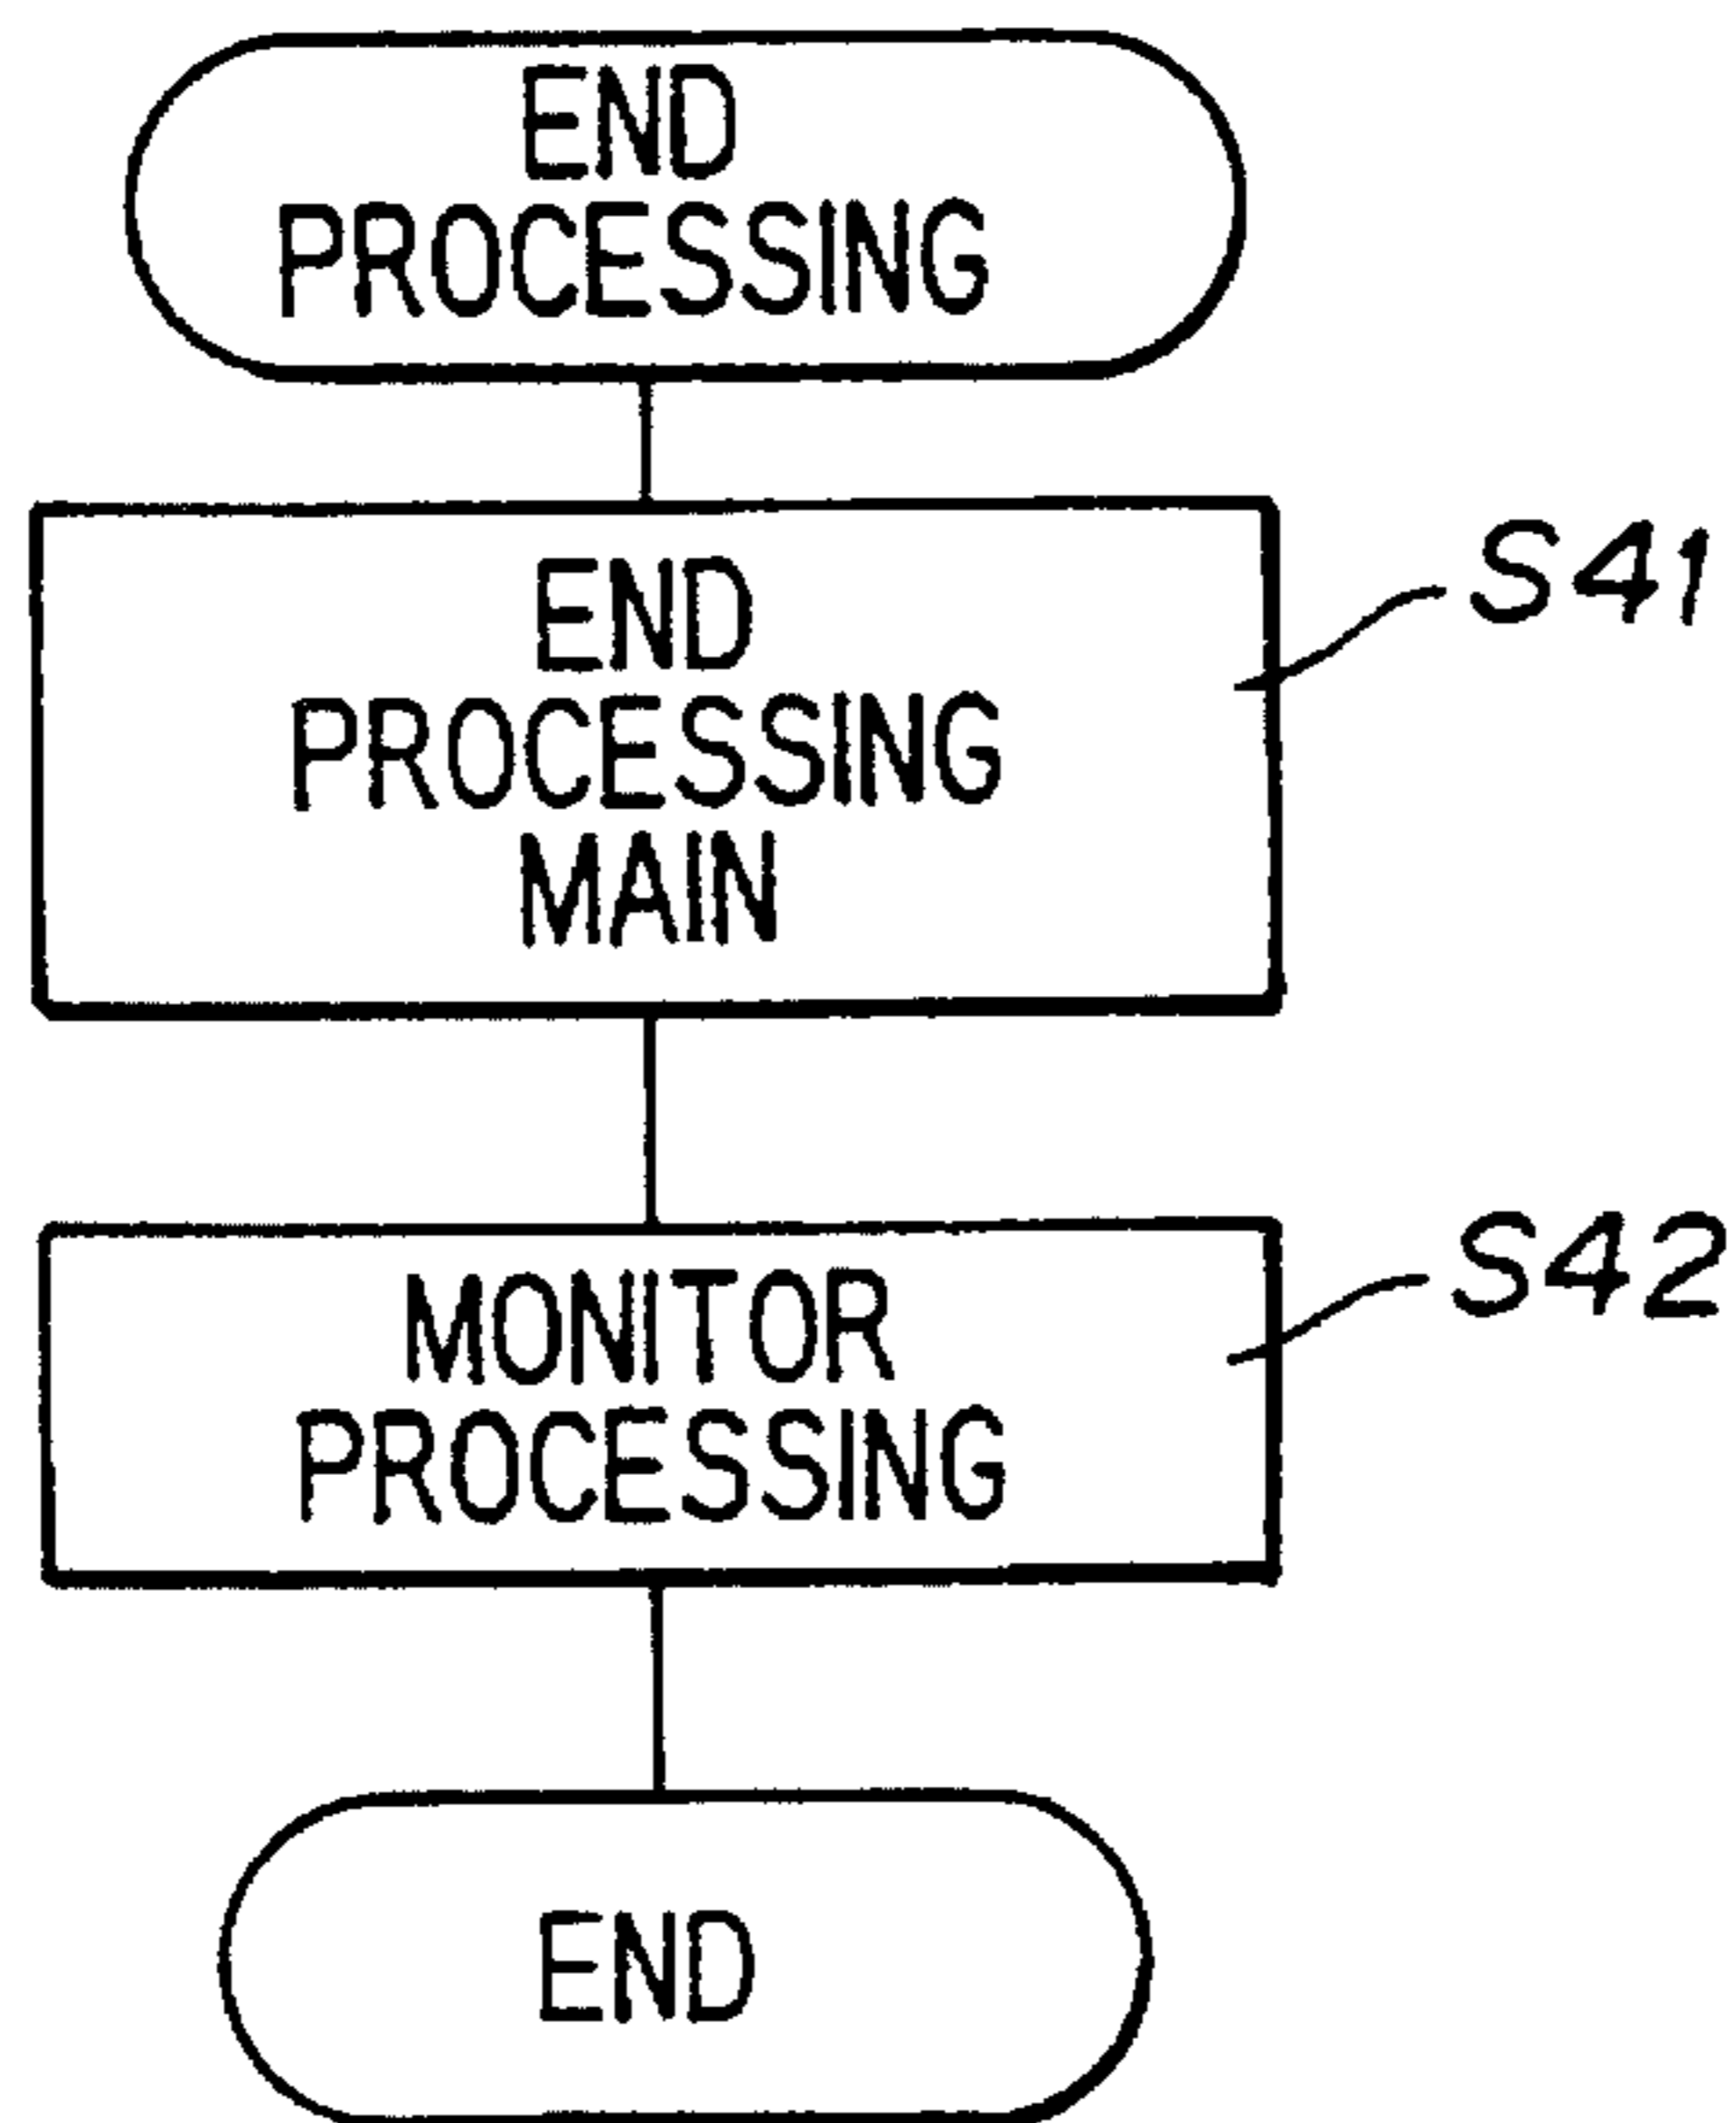 END
PROCESSING
END
PROCESSING
MAIN
S41
MONITOR
PROCESSING
S42
END